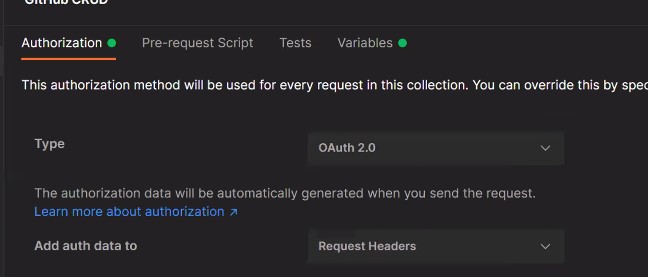 GitHub CRUD
Authorization Pre-request Script Tests Variables
This authorization method will be used for every request in this collection. You can override this by
Type OAuth 2.0
The authorization data will be automatically generated when you send the request.
Learn more about authorization ↗
Add auth data to Request Headers